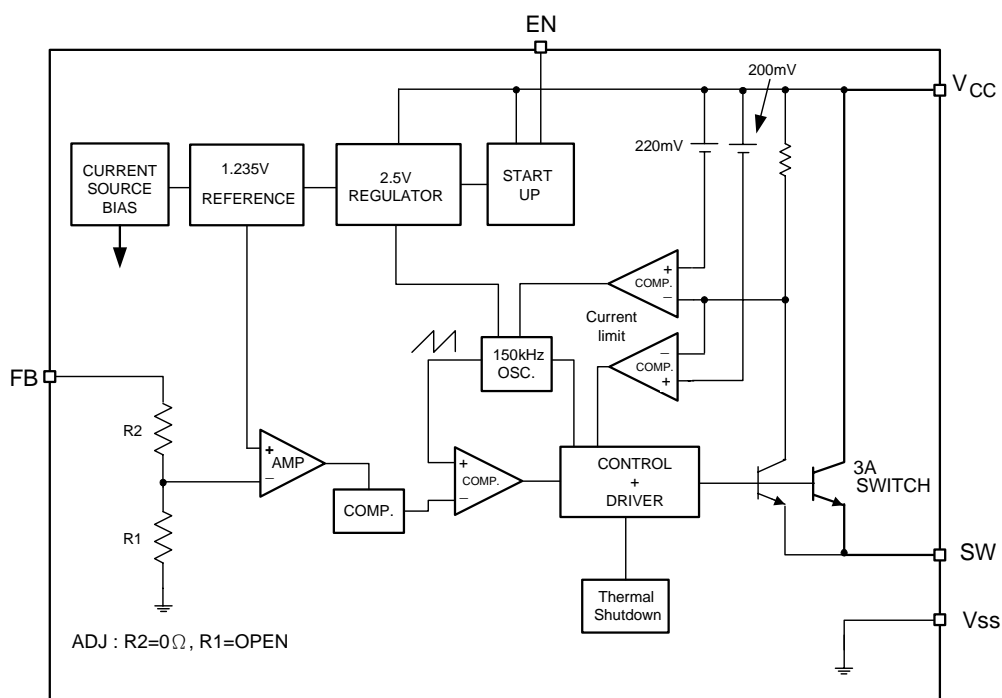 EN
200mV
VCC
220mV
CURRENT
SOURCE
BIAS
1.235V
REFERENCE
2.5V
REGULATOR
START
UP
+
COMP.
−
Current
limit
−
COMP.
+
150kHz
OSC.
FB
R2
+
AMP
−
COMP.
+
COMP.
−
CONTROL
+
DRIVER
3A
SWITCH
R1
SW
Thermal
Shutdown
Vss
ADJ : R2=0Ω, R1=OPEN